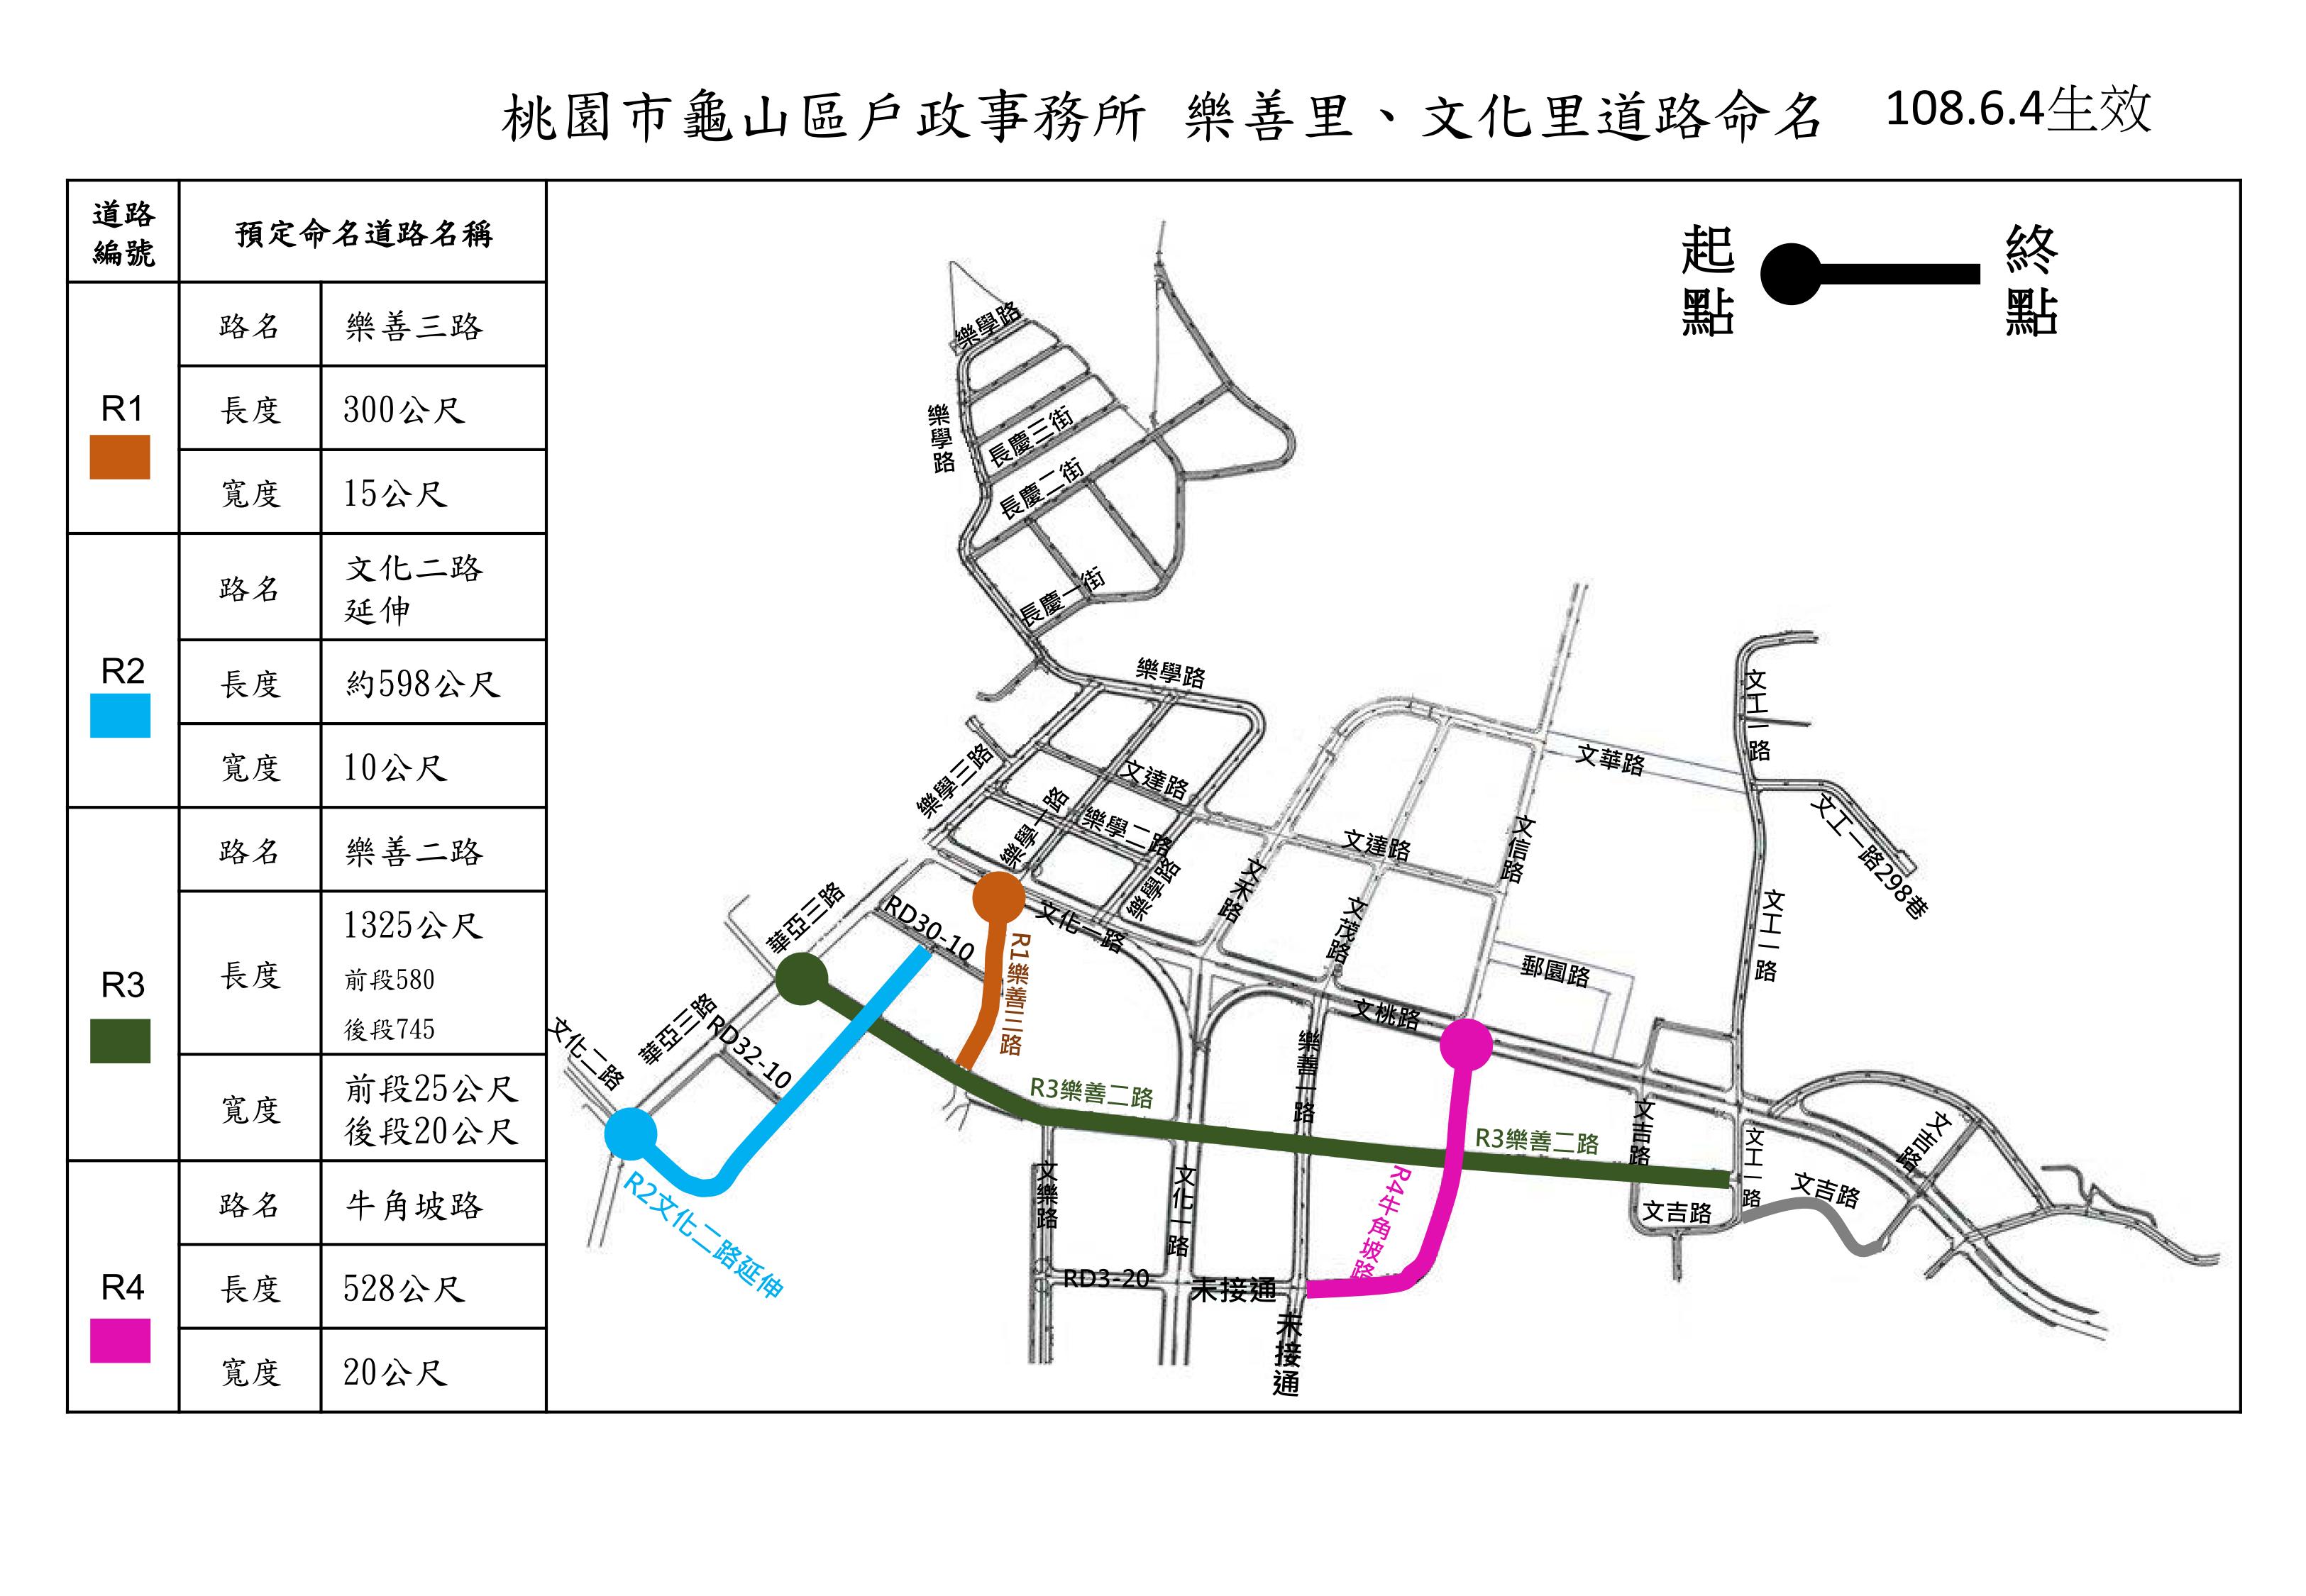 桃園市龜山區戶政事務所 樂善里、文化里道路命名 108.6.4生效
道路
編號
預定命名道路名稱
R1
路名
樂善三路
長度
300公尺
寬度
15公尺
R2
路名
文化二路
延伸
長度
約598公尺
寬度
10公尺
R3
路名
樂善二路
長度
1325公尺
前段580
後段745
寬度
前段25公尺
後段20公尺
R4
路名
牛角坡路
長度
528公尺
寬度
20公尺
起點
終點
樂學路
樂學路
長慶三街
長慶二街
長慶一街
樂學路
樂學三路
文達路
樂學一路
樂學二路
樂學路
文化一路
文禾路
文達路
文茂路
文信路
文華路
文工一路
文工一路298巷
文工一路
郵園路
文桃路
華亞三路
RD30-10
R1樂善三路
華亞三路
RD32-10
文化二路
R2文化二路延伸
R3樂善二路
樂善一路
R3樂善二路
R4牛角坡路
文樂路
文化一路
RD3-20
未接通
未接通
文吉路
文吉路
文工一路
文吉路
文吉路